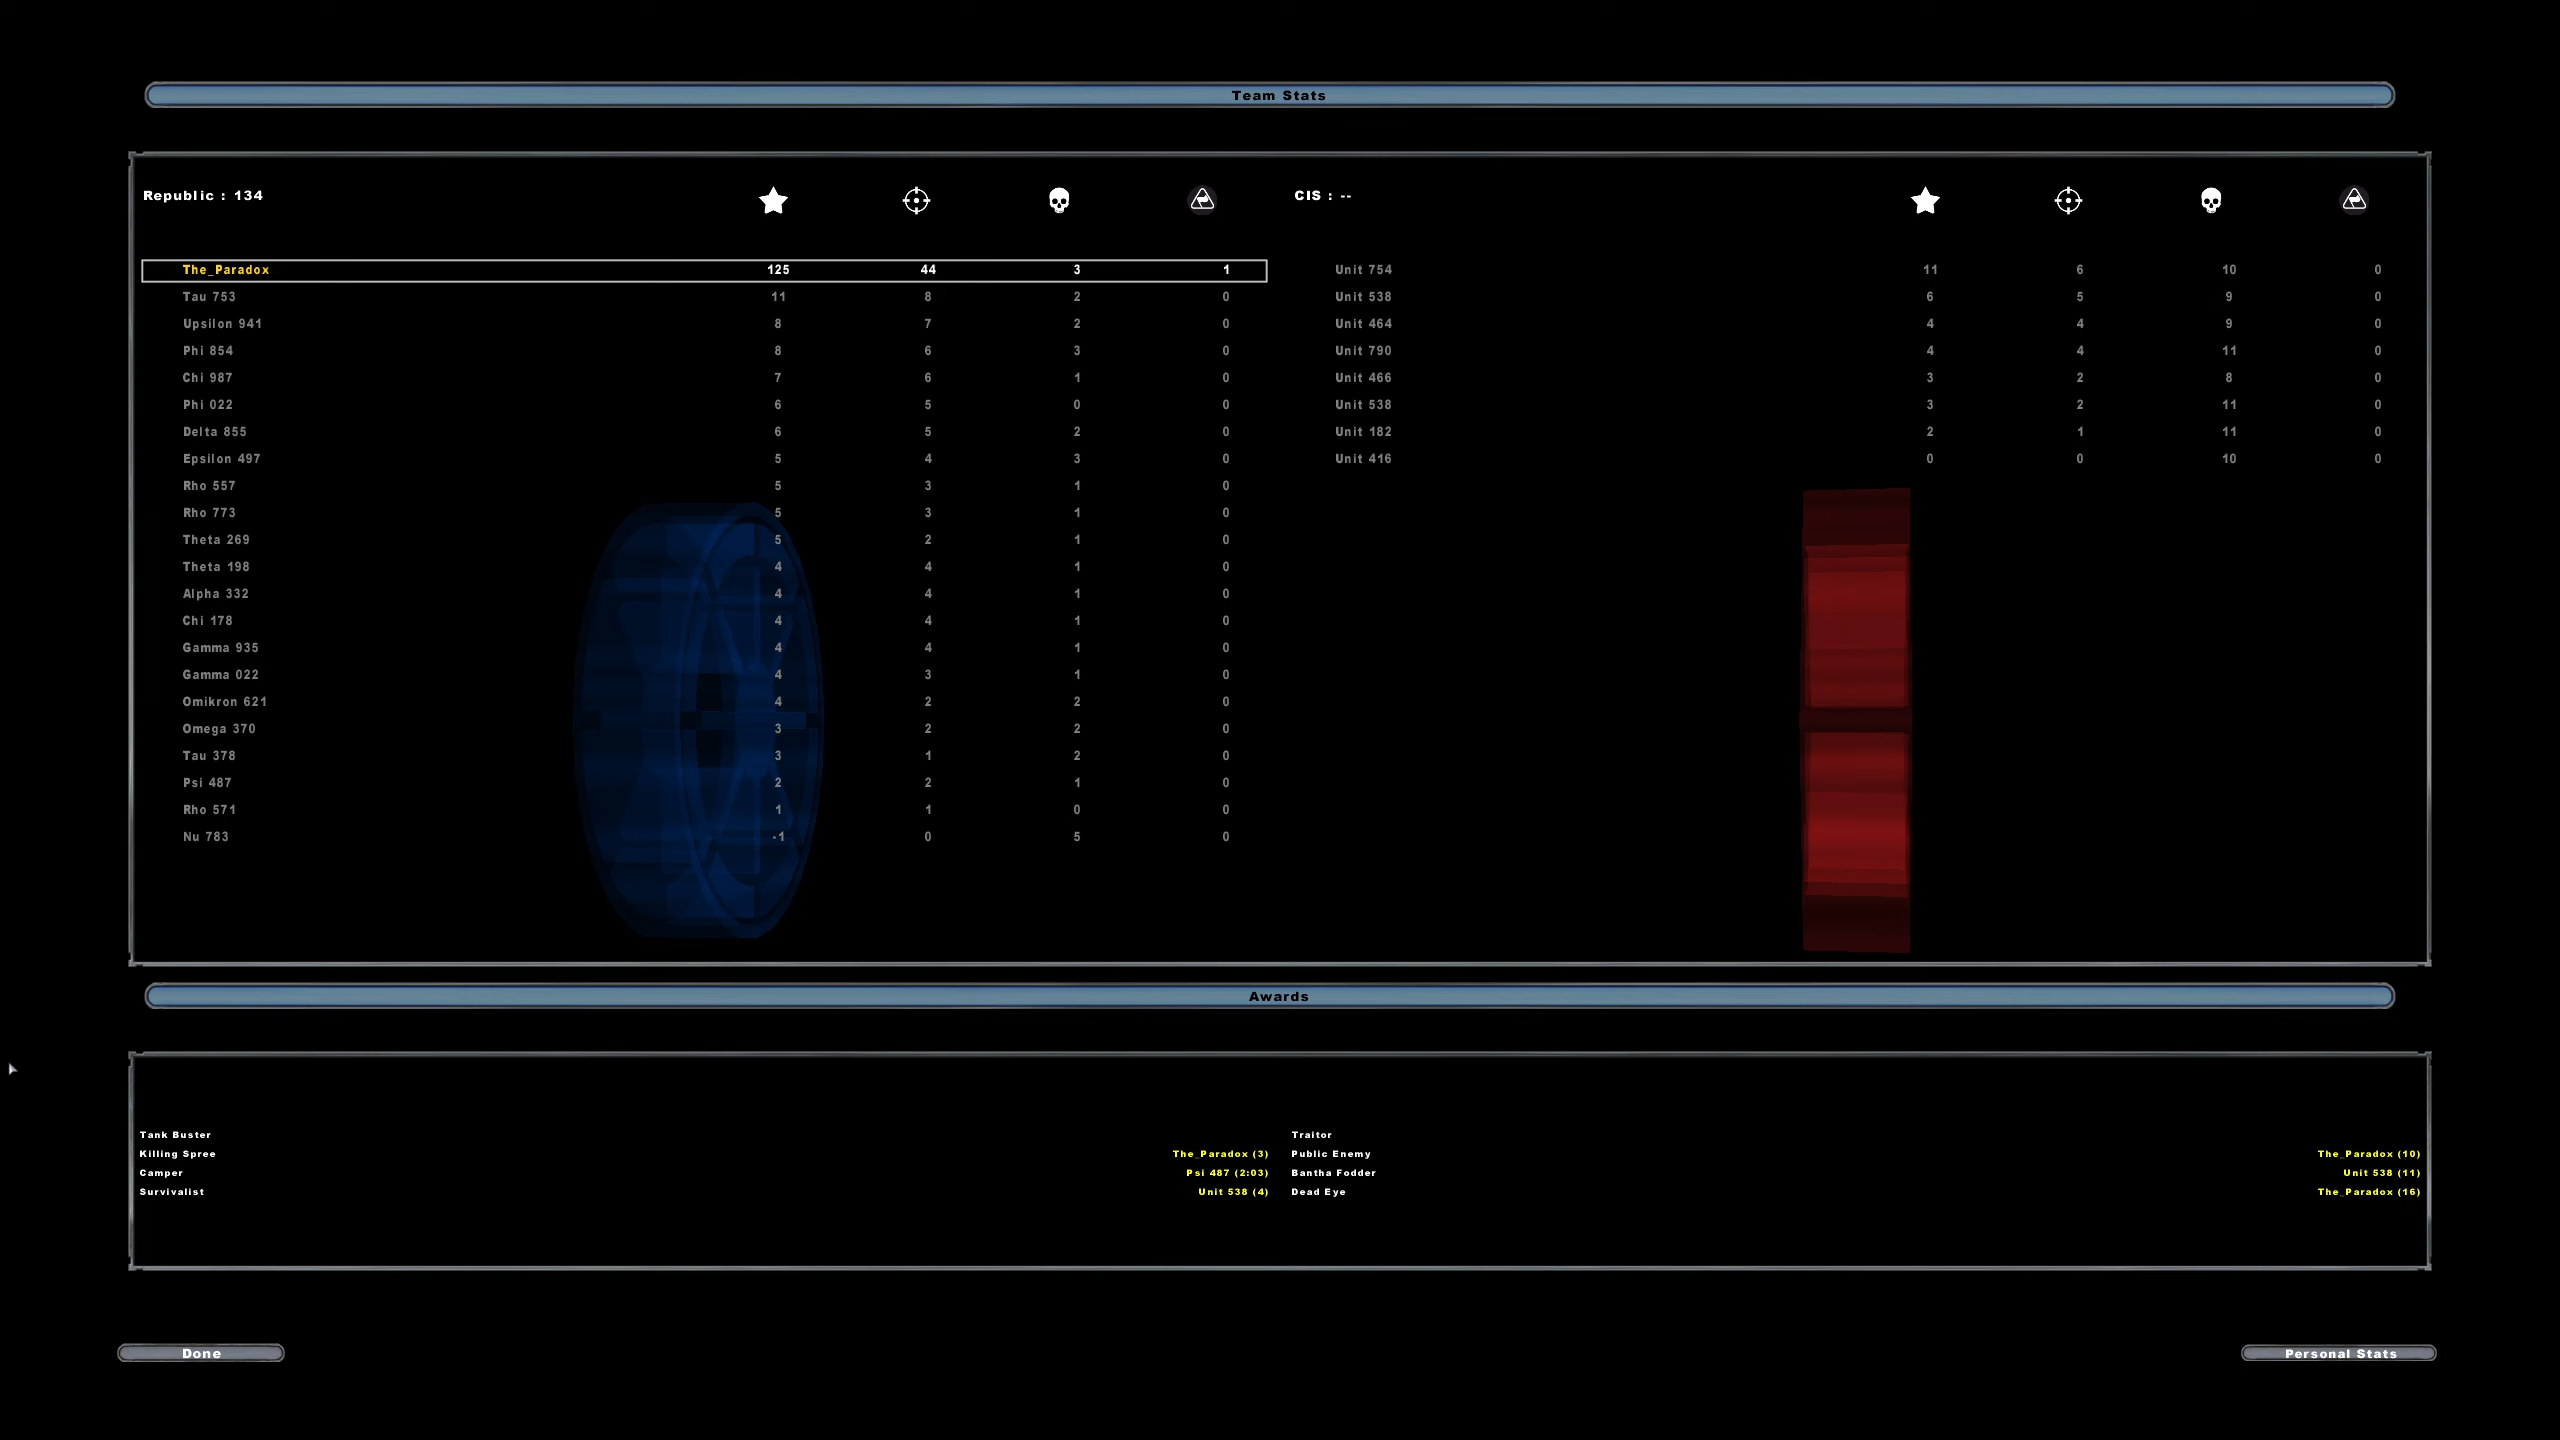 Team Stats
Republic : 134
The_Paradox 125 44 3 1
Tau 753 11 8 2 0
Upsilon 941 8 7 2 0
Phi 854 8 6 3 0
Chi 987 7 6 1 0
Phi 022 6 5 0 0
Delta 855 6 5 2 0
Epsilon 497 5 4 3 0
Rho 557 5 3 1 0
Rho 773 5 3 1 0
Theta 269 5 2 1 0
Theta 198 4 4 1 0
Alpha 332 4 4 1 0
Chi 178 4 4 1 0
Gamma 935 4 4 1 0
Gamma 022 4 3 1 0
Omikron 621 4 2 2 0
Omega 370 3 2 2 0
Tau 378 3 1 2 0
Psi 487 2 2 1 0
Rho 571 1 1 0 0
Nu 783 -1 0 5 0
CIS : --
Unit 754 11 6 10 0
Unit 538 6 5 9 0
Unit 464 4 4 9 0
Unit 790 4 4 11 0
Unit 466 3 2 8 0
Unit 538 3 2 11 0
Unit 182 2 1 11 0
Unit 416 0 0 10 0
Awards
Tank Buster
Killing Spree The_Paradox (3)
Camper Psi 487 (2:03)
Survivalist Unit 538 (4)
Traitor
Public Enemy The_Paradox (10)
Bantha Fodder Unit 538 (11)
Dead Eye The_Paradox (16)
Done
Personal Stats